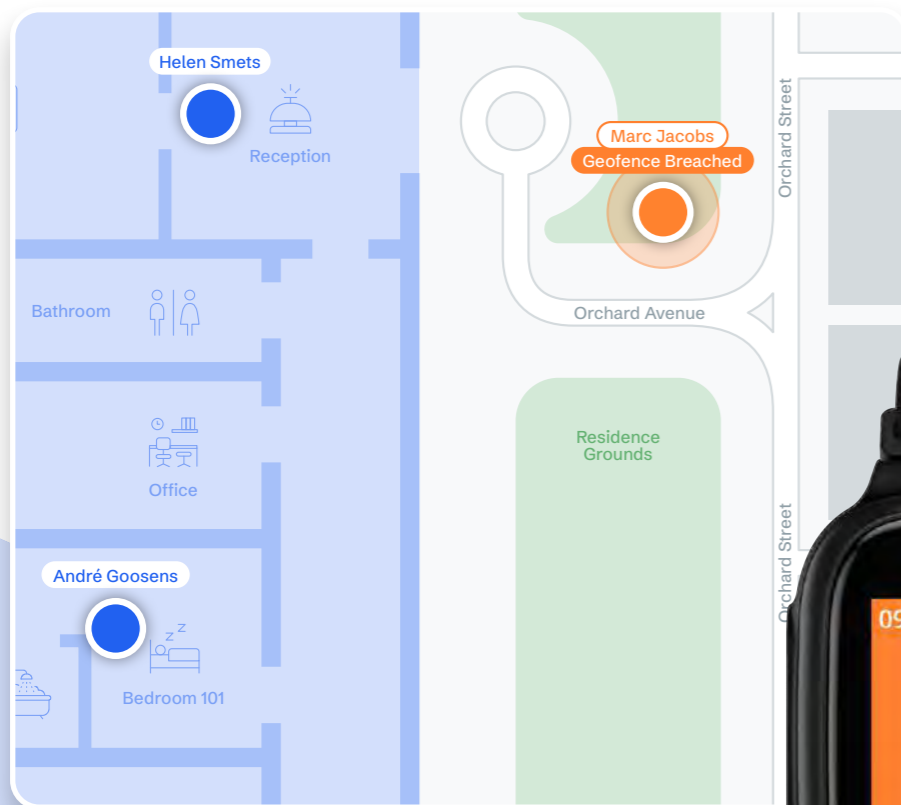 Helen Smets
Reception
Marc Jacobs
Geofence Breached
Orchard Street
Bathroom
Orchard Avenue
Residence
Grounds
Office
Orchard Street
André Goosens
z z
Bedroom 101
09